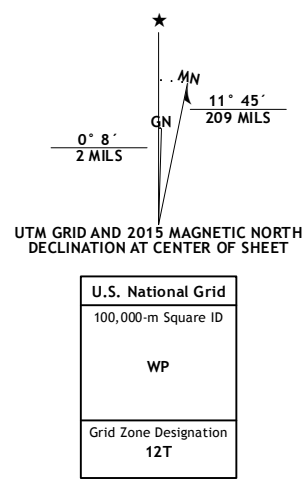 ★
MN
11° 45´
209 MILS
GN
0° 8´
2 MILS
UTM GRID AND 2015 MAGNETIC NORTH
DECLINATION AT CENTER OF SHEET
U.S. National Grid
100,000-m Square ID
WP
Grid Zone Designation
12T